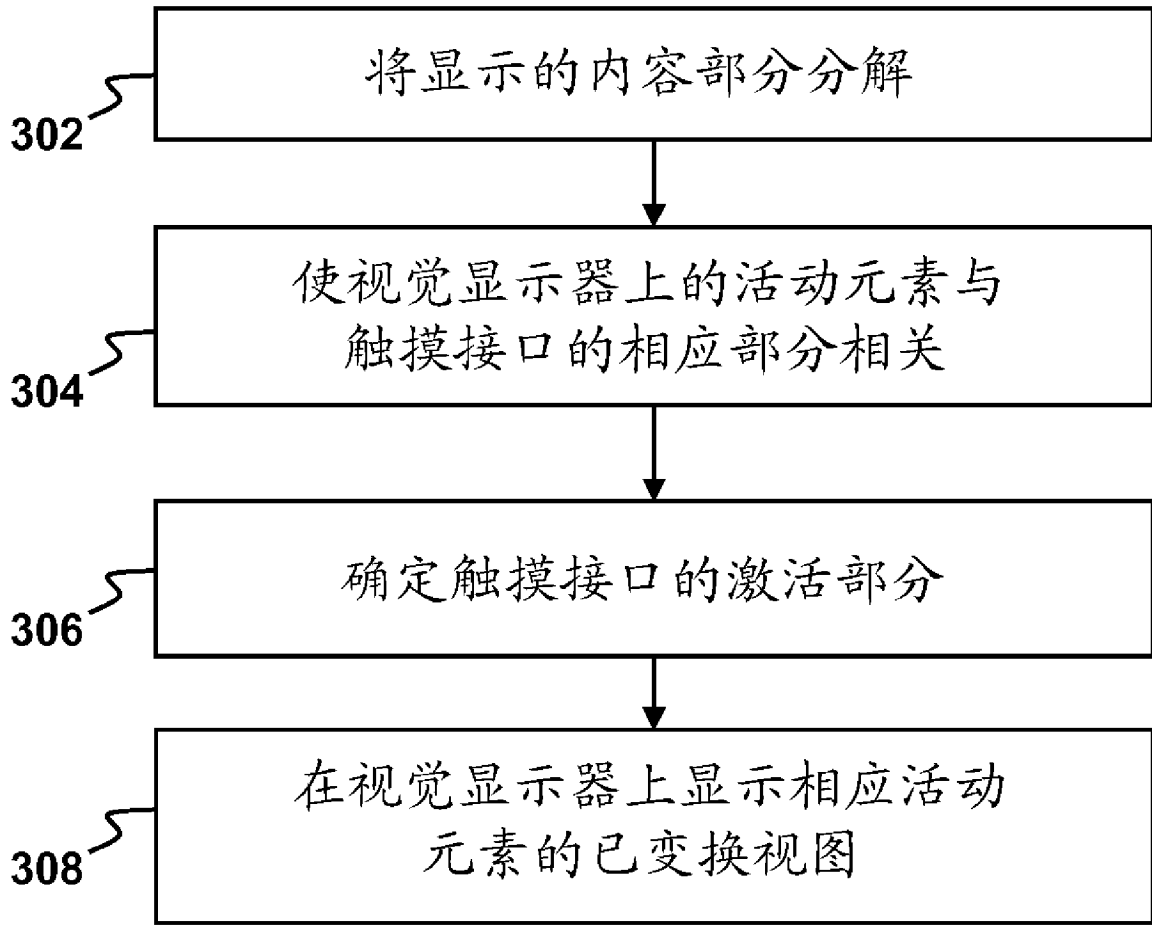 将显示的内容部分分解
302
使视觉显示器上的活动元素与
触摸接口的相应部分相关
304
确定触摸接口的激活部分
306
在视觉显示器上显示相应活动
元素的已变换视图
308